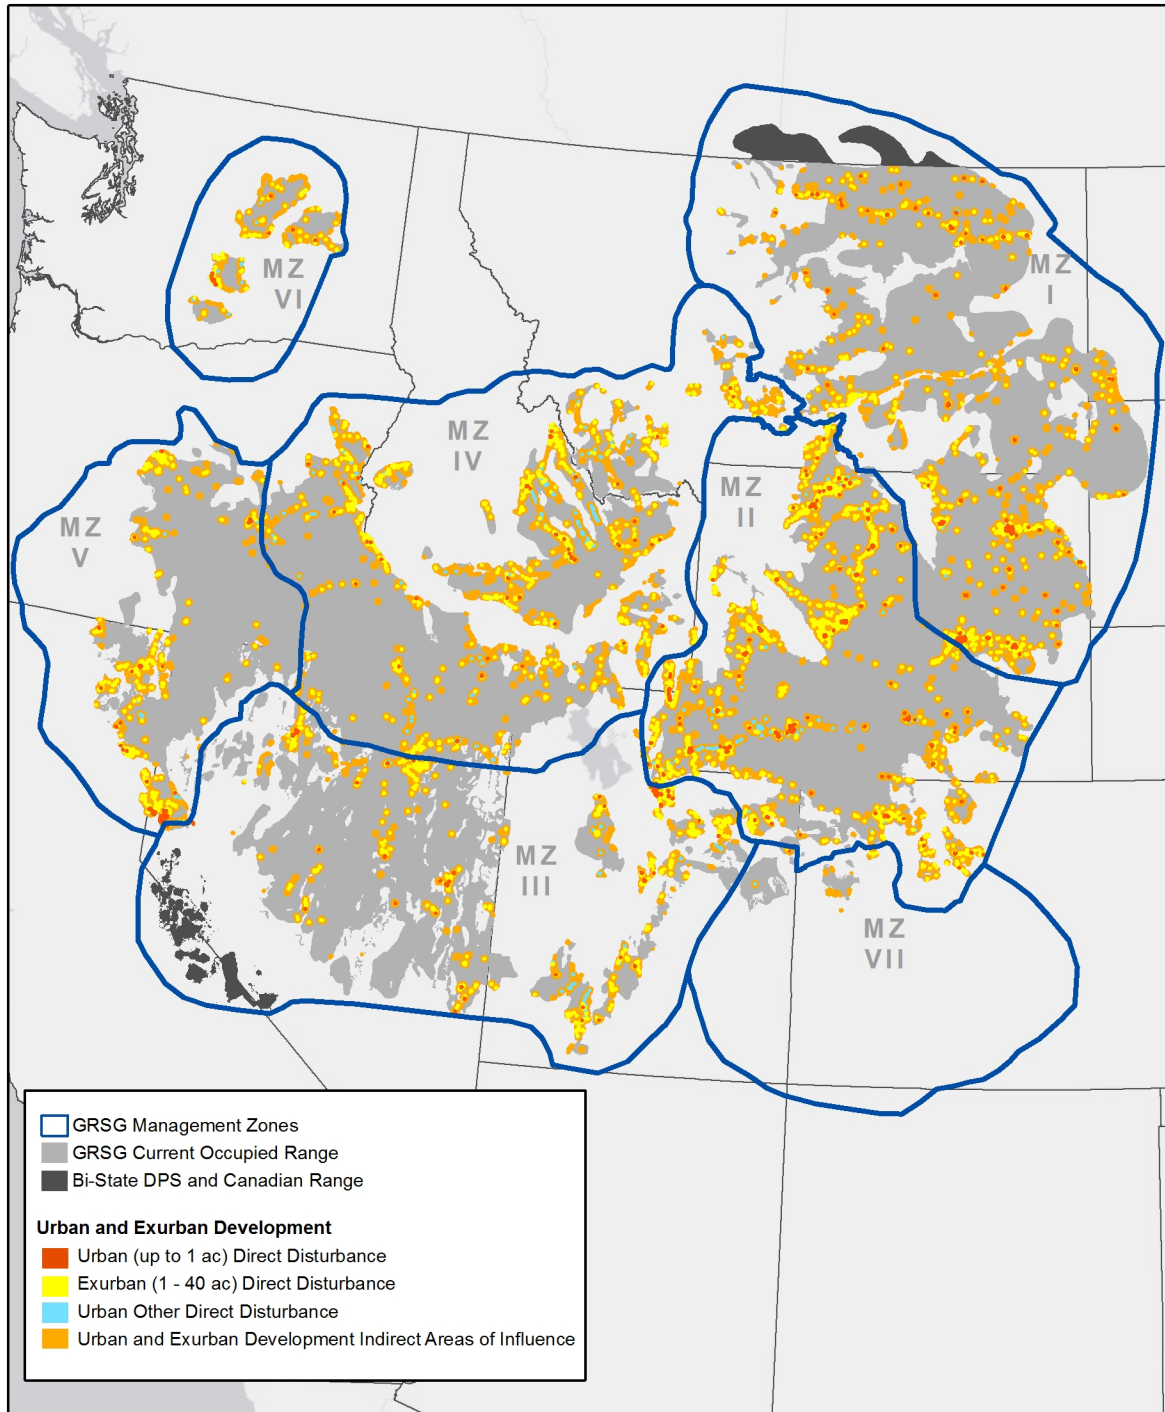 MZ
VI
MZ
I
MZ
IV
MZ
II
MZ
V
MZ
III
MZ
VII
GRSG Management Zones
GRSG Current Occupied Range
Bi-State DPS and Canadian Range
Urban and Exurban Development
Urban (up to 1 ac) Direct Disturbance
Exurban (1 - 40 ac) Direct Disturbance
Urban Other Direct Disturbance
Urban and Exurban Development Indirect Areas of Influence